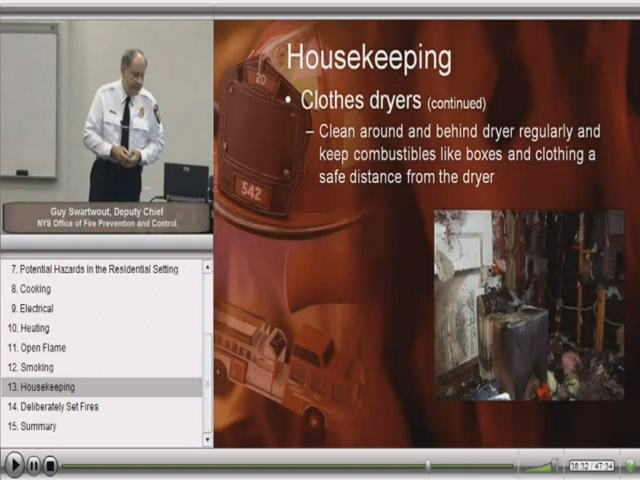 Housekeeping
• Clothes dryers (continued)
– Clean around and behind dryer regularly and
keep combustibles like boxes and clothing a
safe distance from the dryer
20
542
Guy Swartwout, Deputy Chief
NYS Office of Fire Prevention and Control
7. Potential Hazards in the Residential Setting
8. Cooking
9. Electrical
10. Heating
11. Open Flame
12. Smoking
13. Housekeeping
14. Deliberately Set Fires
15. Summary
38:32 / 47:34